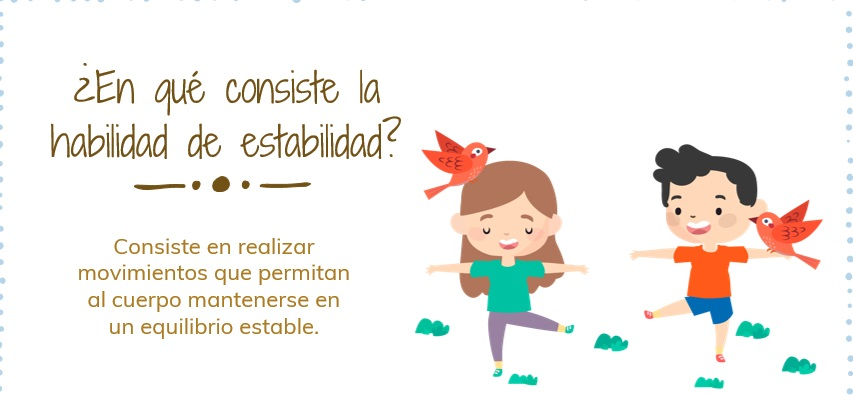 ¿En qué consiste la
habilidad de estabilidad?
Consiste en realizar
movimientos que permitan
al cuerpo mantenerse en
un equilibrio estable.